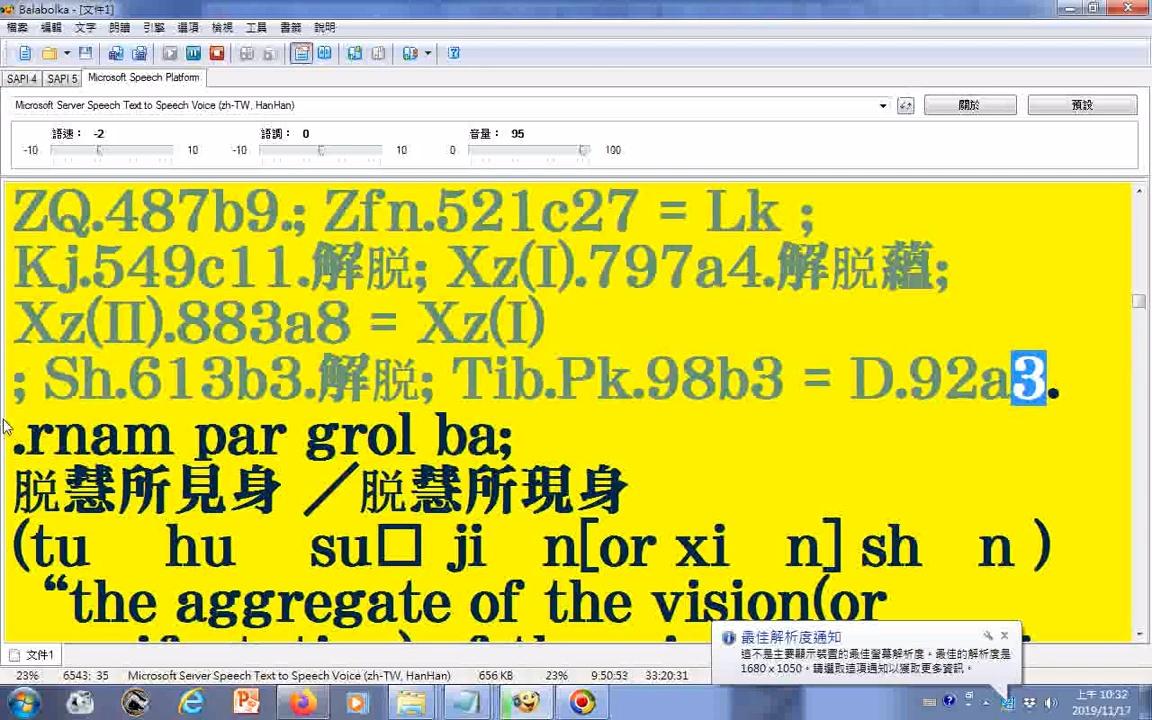 Balabolka - [文件1]
檔案 編輯 文字 朗讀 引擎 選項 檢視 工具 書籤 說明
SAPI 4 SAPI 5 Microsoft Speech Platform
Microsoft Server Speech Text to Speech Voice (zh-TW, HanHan)
關於 預設
語速： -2 語調： 0 音量： 95
-10 10 -10 10 0 100
ZQ.487b9.; Zfn.521c27 = Lk ;
Kj.549c11.解脱; Xz(I).797a4.解脱蘊;
Xz(II).883a8 = Xz(I)
; Sh.613b3.解脱; Tib.Pk.98b3 = D.92a3.
.rnam par grol ba;
脱慧所見身 ／脱慧所現身
(tu hu su□ ji n[or xi n] sh n )
“the aggregate of the vision(or
最佳解析度通知
這不是主要顯示裝置的最佳螢幕解析度。最佳的解析度是
1680 x 1050。請選取這項通知以獲取更多資訊。
文件1
23% 6543: 35 Microsoft Server Speech Text to Speech Voice (zh-TW, HanHan) 656 KB 23% 9:50:53 33:20:31
上午 10:32
2019/11/17